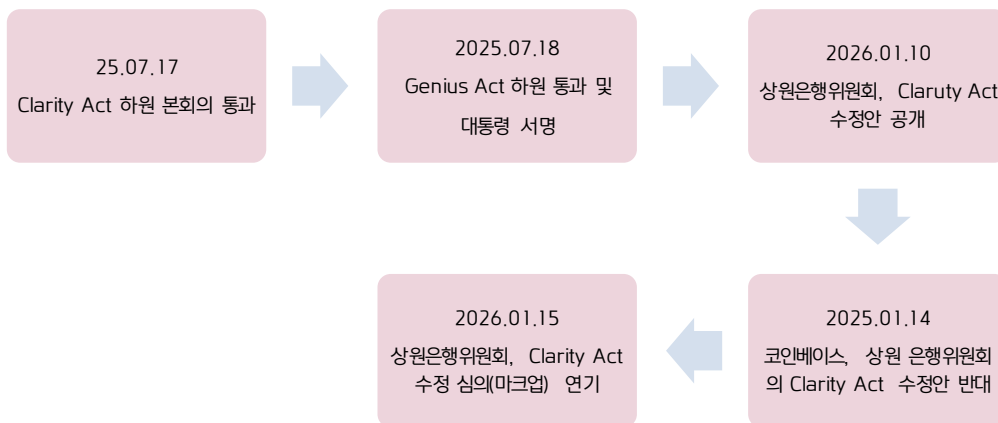 25.07.17
Clarity Act 하원 본회의 통과
2025.07.18
Genius Act 하원 통과 및
대통령 서명
2026.01.10
상원은행위원회, Claruty Act
수정안 공개
2025.01.14
코인베이스, 상원 은행위원회
의 Clarity Act 수정안 반대
2026.01.15
상원은행위원회, Clarity Act
수정 심의(마크업) 연기